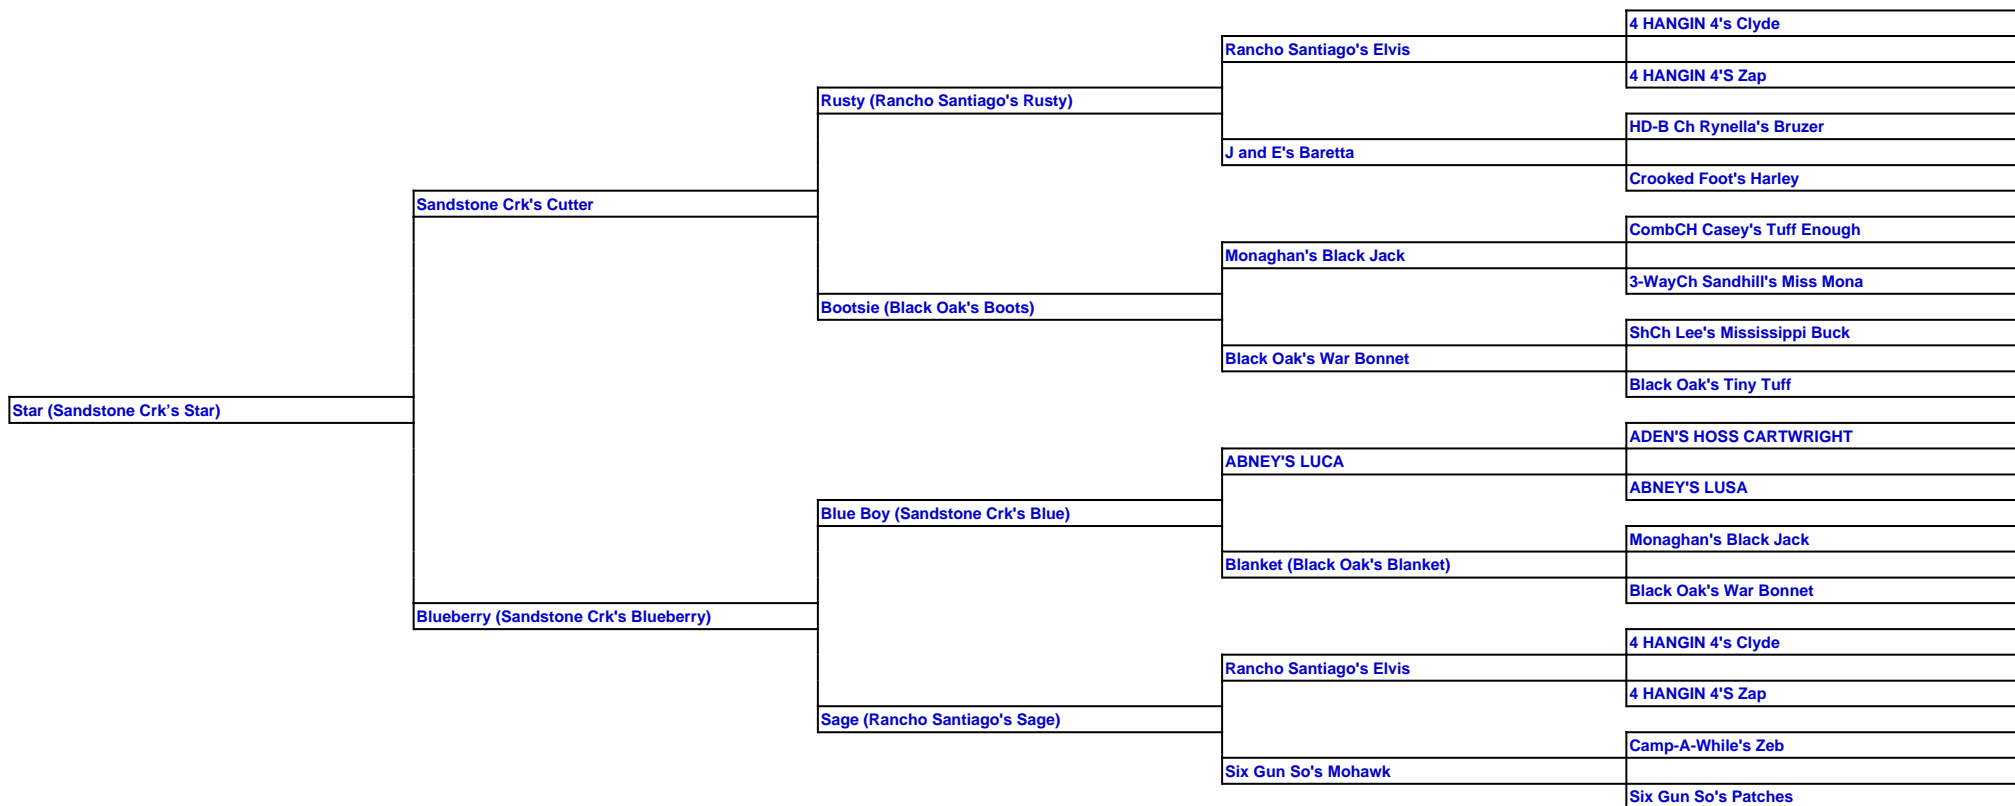 4 HANGIN 4's Clyde
Rancho Santiago's Elvis
4 HANGIN 4'S Zap
Rusty (Rancho Santiago's Rusty)
HD-B Ch Rynella's Bruzer
J and E's Baretta
Crooked Foot's Harley
Sandstone Crk's Cutter
CombCH Casey's Tuff Enough
Monaghan's Black Jack
3-WayCh Sandhill's Miss Mona
Bootsie (Black Oak's Boots)
ShCh Lee's Mississippi Buck
Black Oak's War Bonnet
Black Oak's Tiny Tuff
Star (Sandstone Crk's Star)
ADEN'S HOSS CARTWRIGHT
ABNEY'S LUCA
ABNEY'S LUSA
Blue Boy (Sandstone Crk's Blue)
Monaghan's Black Jack
Blanket (Black Oak's Blanket)
Black Oak's War Bonnet
Blueberry (Sandstone Crk's Blueberry)
4 HANGIN 4's Clyde
Rancho Santiago's Elvis
4 HANGIN 4'S Zap
Sage (Rancho Santiago's Sage)
Camp-A-While's Zeb
Six Gun So's Mohawk
Six Gun So's Patches